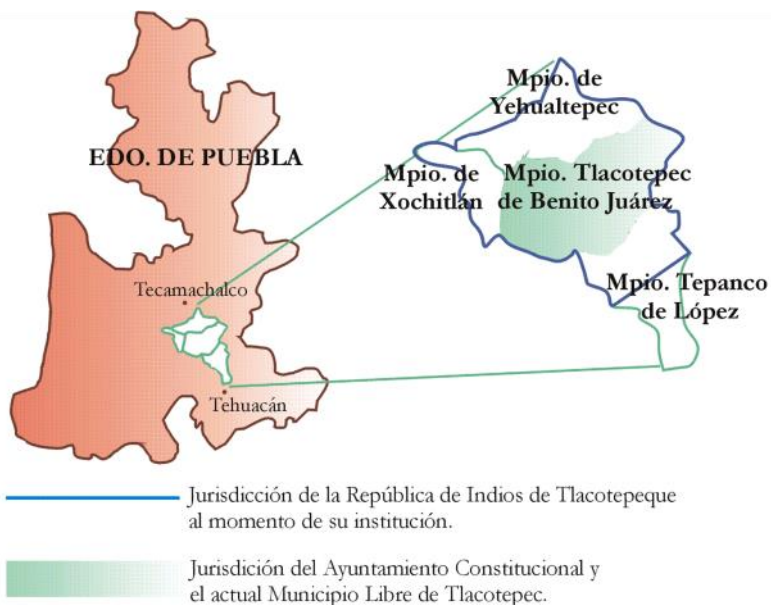 EDO. DE PUEBLA
Tecamachalco
Tehuacán
Mpio. de
Yehualtepec
Mpio. de
Xochitlán
Mpio. Tlacotepec
de Benito Juárez
Mpio. Tepanco
de López
Jurisdicción de la República de Indios de Tlacotepeque
al momento de su institución.
Jurisdición del Ayuntamiento Constitucional y
el actual Municipio Libre de Tlacotepec.